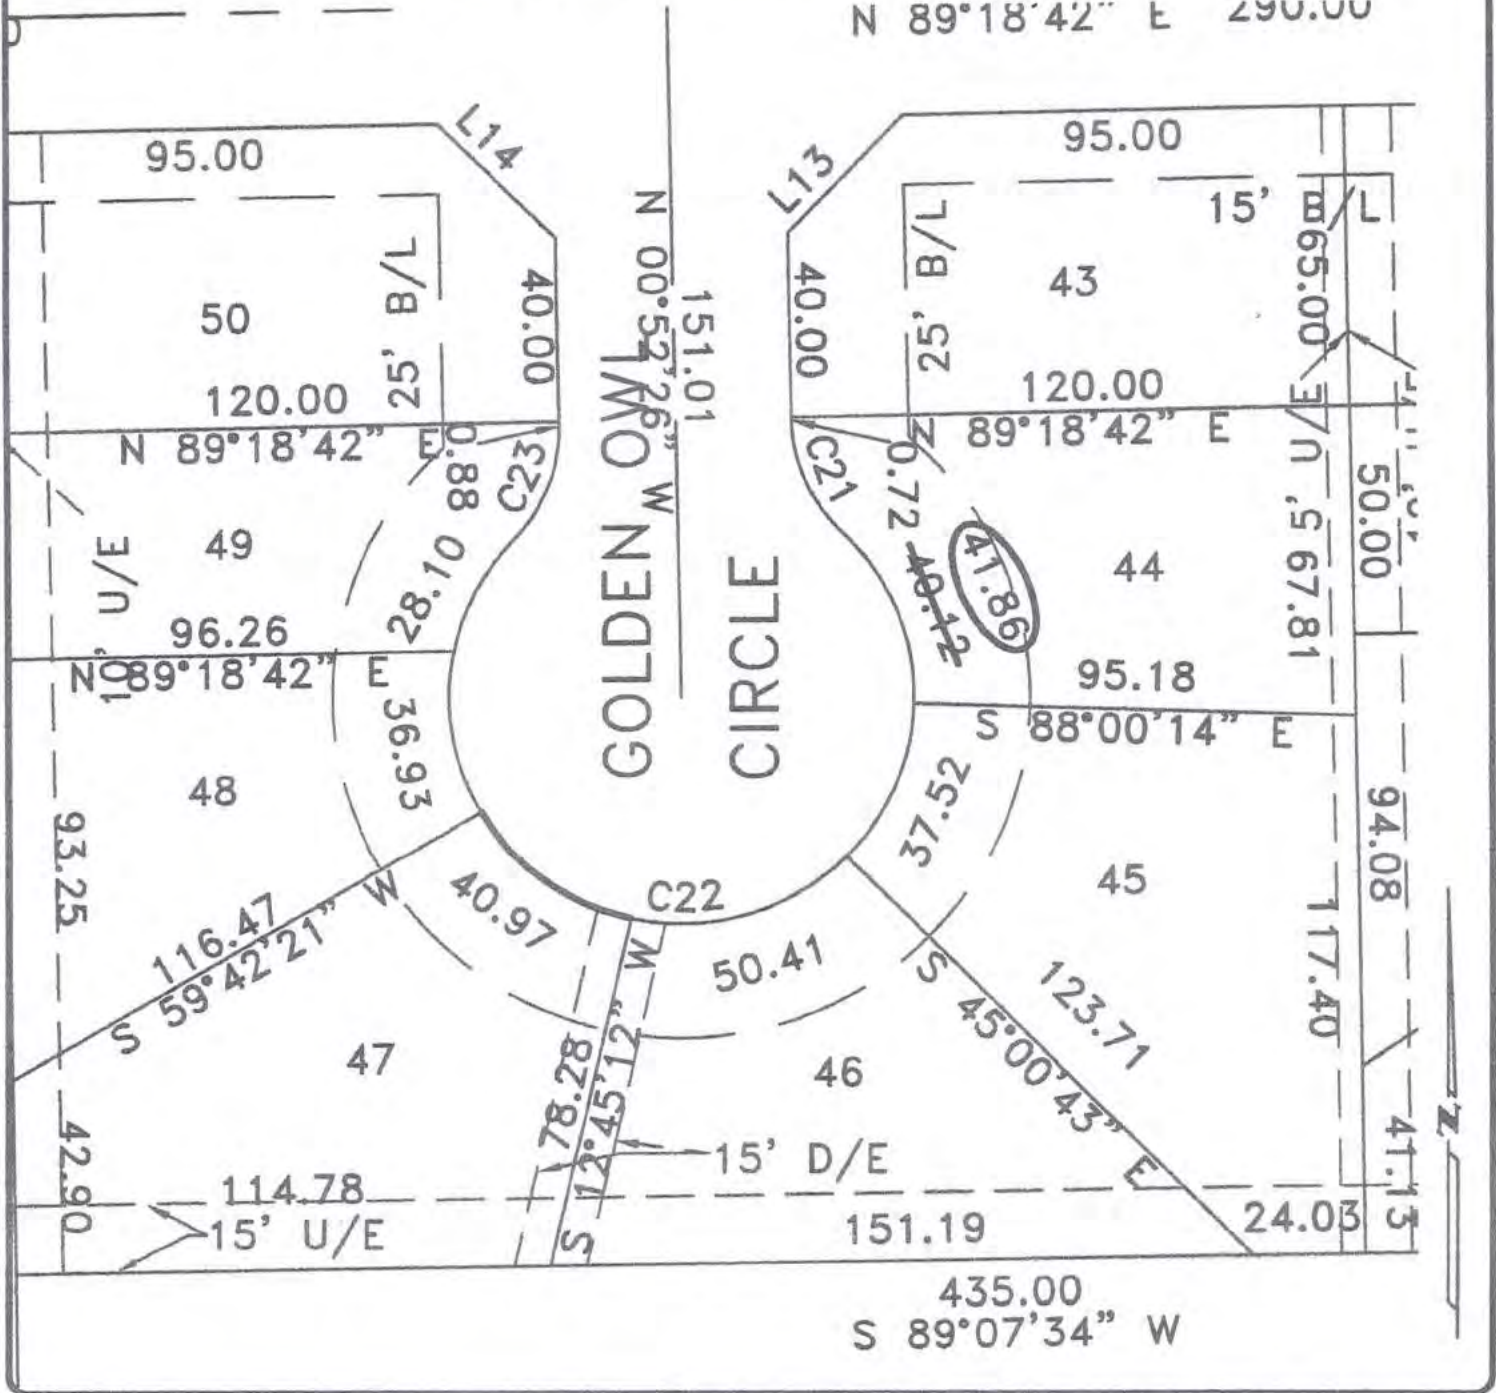 N 89°18'42" E 290.00
L14
L13
95.00
95.00
15' B/L
N 00°52'26" W
151.01
50
25' B/L
40.00
40.00
25' B/L
43
65.00
120.00
N 89°18'42" E
120.00
N 89°18'42" E
0.88
C23
C21
0.72
40.12
41.86
GOLDEN OWL
CIRCLE
49
28.10
44
5' U/E
67.81
50.00
10' U/E
96.26
N 89°18'42" E
95.18
S 88°00'14" E
36.93
48
37.52
93.25
94.08
45
C22
116.47
S 59°42'21" W
40.97
50.41
117.40
123.71
S 45°00'43" E
47
46
78.28
S 12°45'12" W
15' D/E
42.90
41.13
114.78
15' U/E
151.19
24.03
435.00
S 89°07'34" W
N